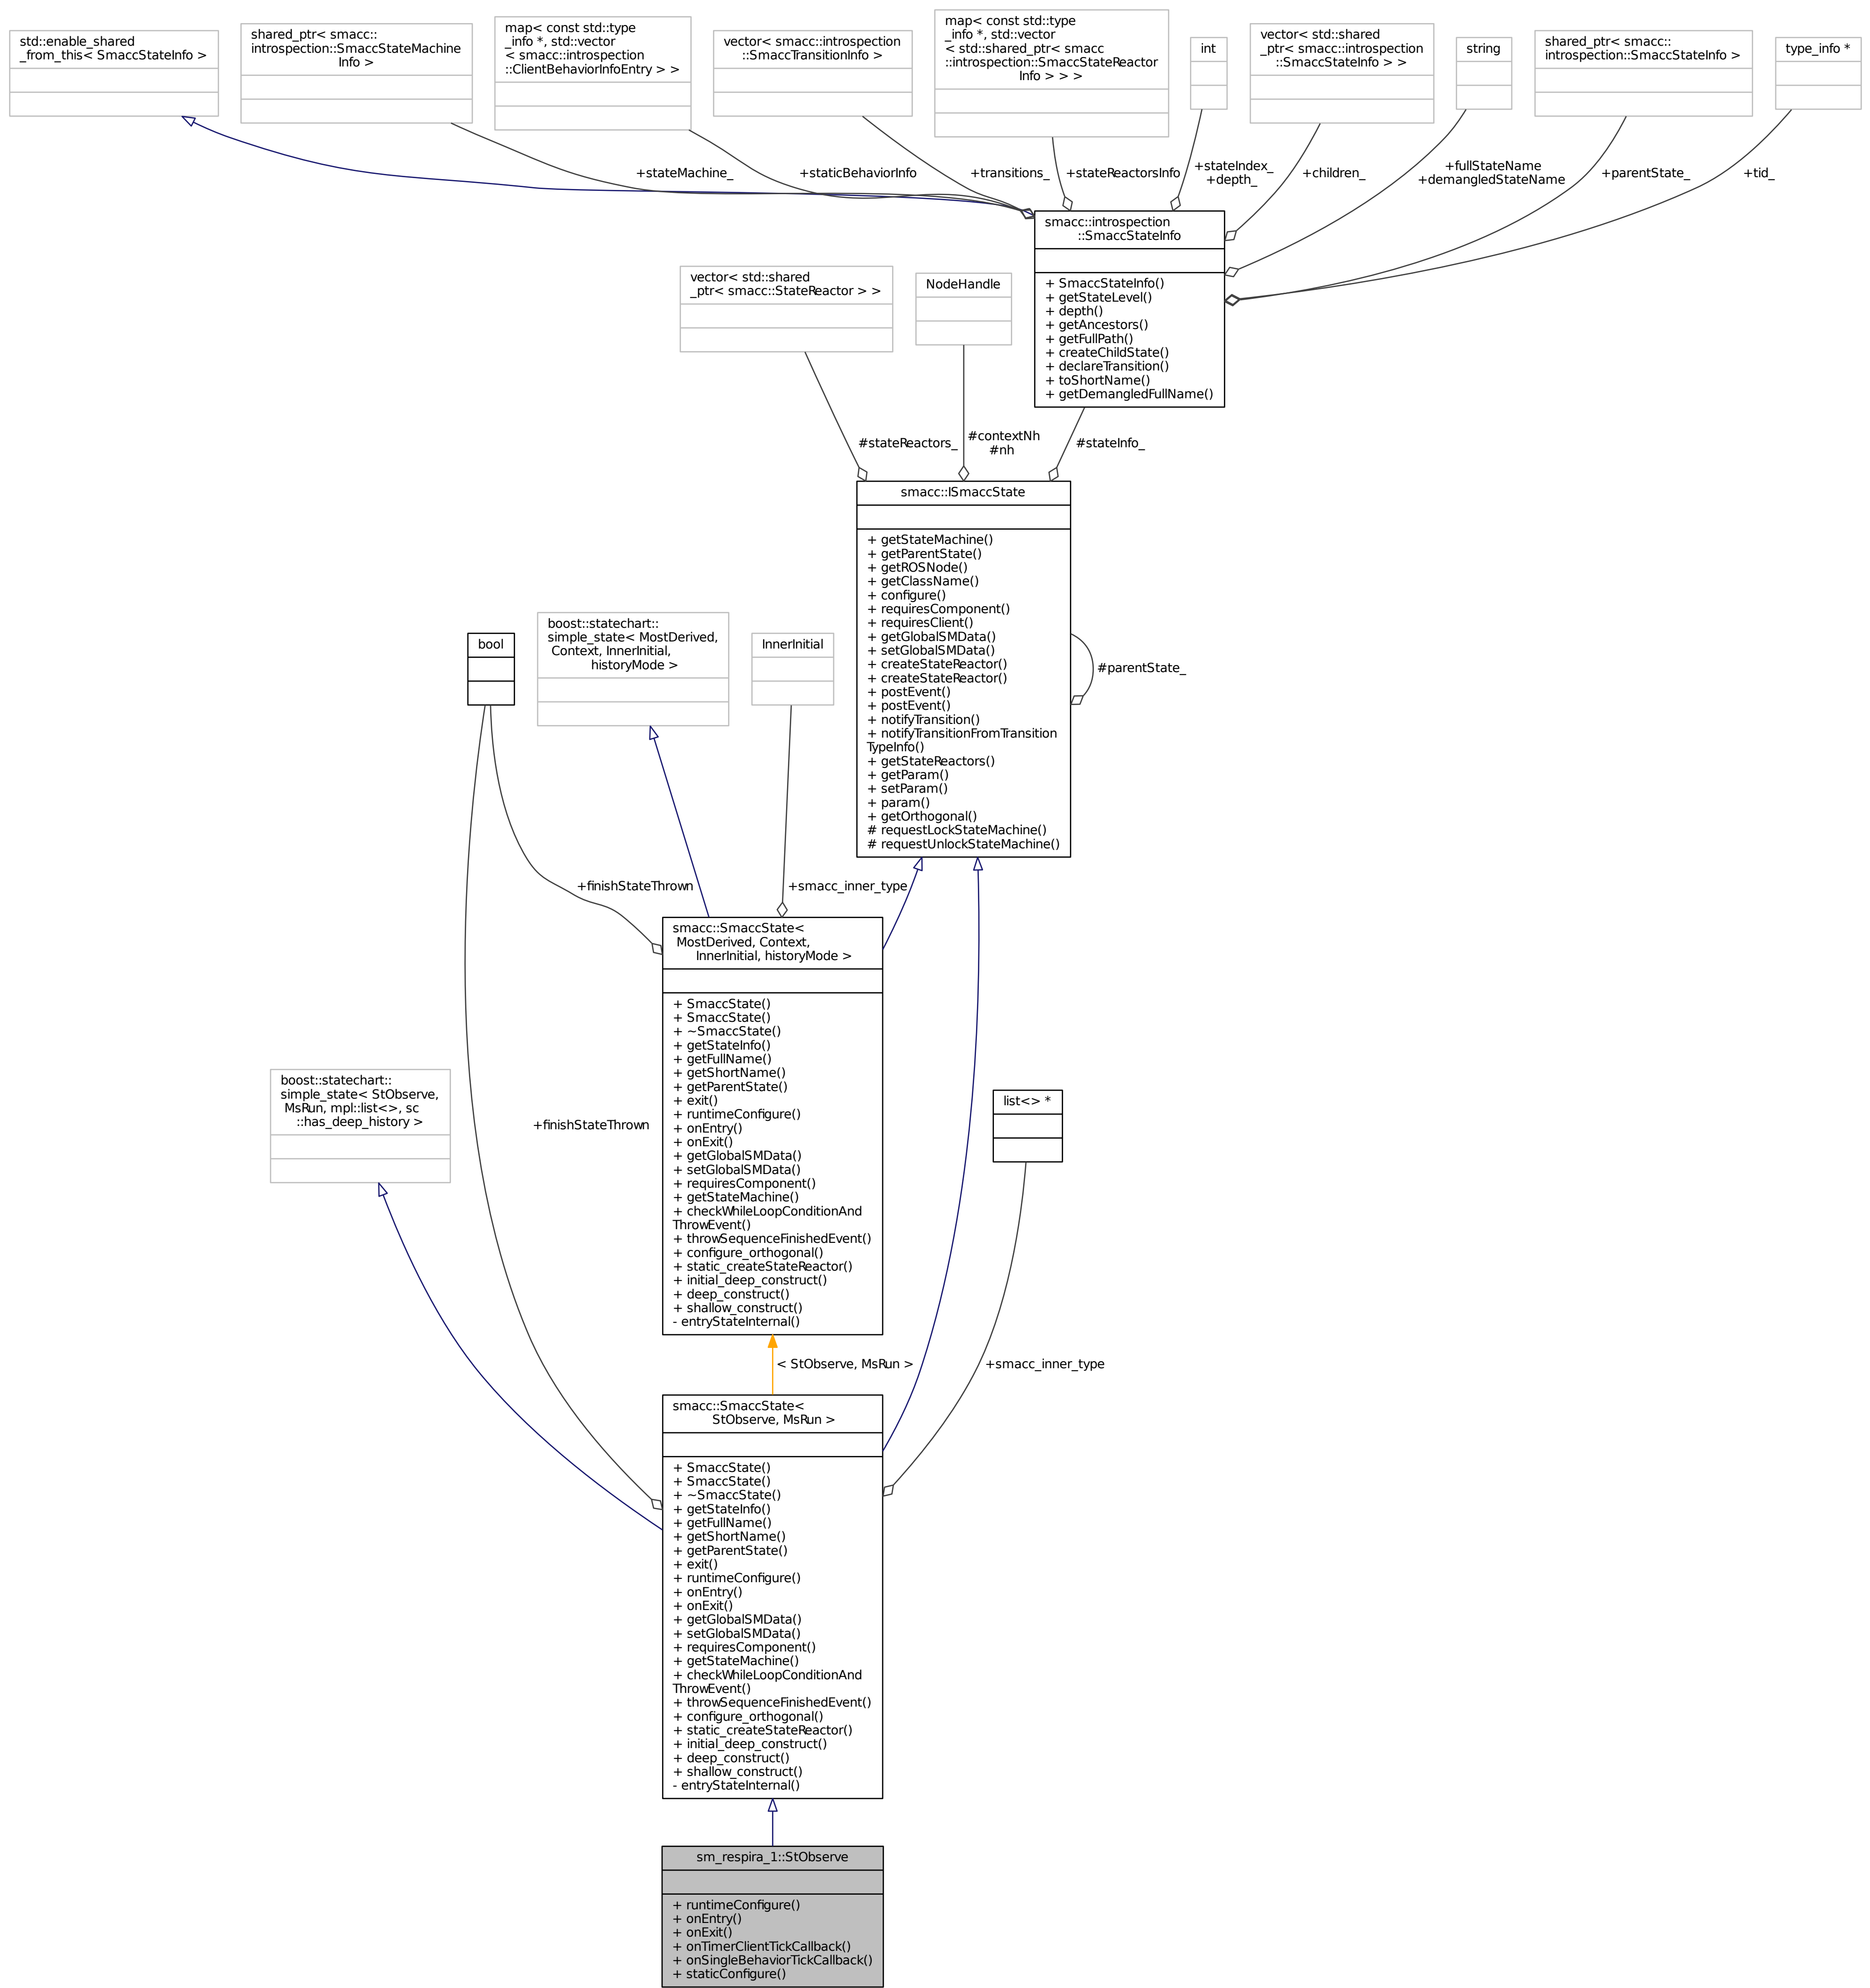 std::enable_shared
_from_this< SmaccStateInfo >
shared_ptr< smacc::
introspection::SmaccStateMachine
Info >
map< const std::type
_info *, std::vector
< smacc::introspection
::ClientBehaviorInfoEntry > >
vector< smacc::introspection
::SmaccTransitionInfo >
map< const std::type
_info *, std::vector
< std::shared_ptr< smacc
::introspection::SmaccStateReactor
Info > > >
int
vector< std::shared
_ptr< smacc::introspection
::SmaccStateInfo > >
string
shared_ptr< smacc::
introspection::SmaccStateInfo >
type_info *
+stateMachine_
+staticBehaviorInfo
+transitions_
+stateReactorsInfo
+stateIndex_
+depth_
+children_
+fullStateName
+demangledStateName
+parentState_
+tid_
smacc::introspection
::SmaccStateInfo
+ SmaccStateInfo()
+ getStateLevel()
+ depth()
+ getAncestors()
+ getFullPath()
+ createChildState()
+ declareTransition()
+ toShortName()
+ getDemangledFullName()
vector< std::shared
_ptr< smacc::StateReactor > >
NodeHandle
#stateReactors_
#contextNh
#nh
#stateInfo_
smacc::ISmaccState
+ getStateMachine()
+ getParentState()
+ getROSNode()
+ getClassName()
+ configure()
+ requiresComponent()
+ requiresClient()
+ getGlobalSMData()
+ setGlobalSMData()
+ createStateReactor()
+ createStateReactor()
+ postEvent()
+ postEvent()
+ notifyTransition()
+ notifyTransitionFromTransition
TypeInfo()
+ getStateReactors()
+ getParam()
+ setParam()
+ param()
+ getOrthogonal()
# requestLockStateMachine()
# requestUnlockStateMachine()
#parentState_
bool
boost::statechart::
simple_state< MostDerived,
Context, InnerInitial,
historyMode >
InnerInitial
+finishStateThrown
+smacc_inner_type
smacc::SmaccState<
MostDerived, Context,
InnerInitial, historyMode >
+ SmaccState()
+ SmaccState()
+ ~SmaccState()
+ getStateInfo()
+ getFullName()
+ getShortName()
+ getParentState()
+ exit()
+ runtimeConfigure()
+ onEntry()
+ onExit()
+ getGlobalSMData()
+ setGlobalSMData()
+ requiresComponent()
+ getStateMachine()
+ checkWhileLoopConditionAnd
ThrowEvent()
+ throwSequenceFinishedEvent()
+ configure_orthogonal()
+ static_createStateReactor()
+ initial_deep_construct()
+ deep_construct()
+ shallow_construct()
- entryStateInternal()
boost::statechart::
simple_state< StObserve,
MsRun, mpl::list<>, sc
::has_deep_history >
+finishStateThrown
list<> *
< StObserve, MsRun >
+smacc_inner_type
smacc::SmaccState<
StObserve, MsRun >
+ SmaccState()
+ SmaccState()
+ ~SmaccState()
+ getStateInfo()
+ getFullName()
+ getShortName()
+ getParentState()
+ exit()
+ runtimeConfigure()
+ onEntry()
+ onExit()
+ getGlobalSMData()
+ setGlobalSMData()
+ requiresComponent()
+ getStateMachine()
+ checkWhileLoopConditionAnd
ThrowEvent()
+ throwSequenceFinishedEvent()
+ configure_orthogonal()
+ static_createStateReactor()
+ initial_deep_construct()
+ deep_construct()
+ shallow_construct()
- entryStateInternal()
sm_respira_1::StObserve
+ runtimeConfigure()
+ onEntry()
+ onExit()
+ onTimerClientTickCallback()
+ onSingleBehaviorTickCallback()
+ staticConfigure()